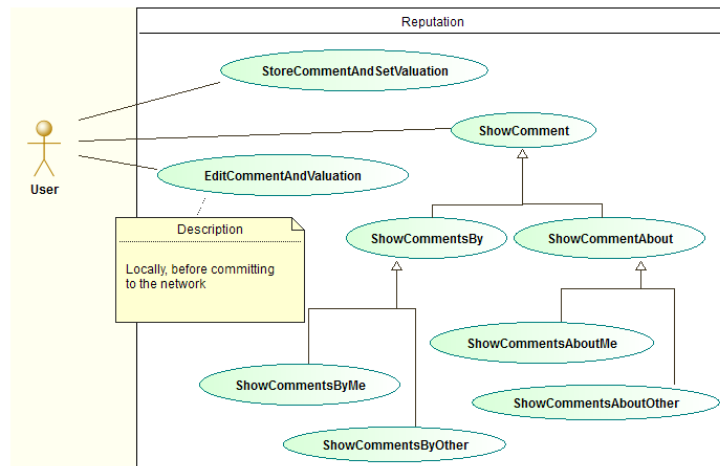 Reputation
StoreCommentAndSetValuation
ShowComment
User
EditCommentAndValuation
Description
Locally, before committing
to the network
ShowCommentsBy
ShowCommentAbout
ShowCommentsAboutMe
ShowCommentsByMe
ShowCommentsAboutOther
ShowCommentsByOther